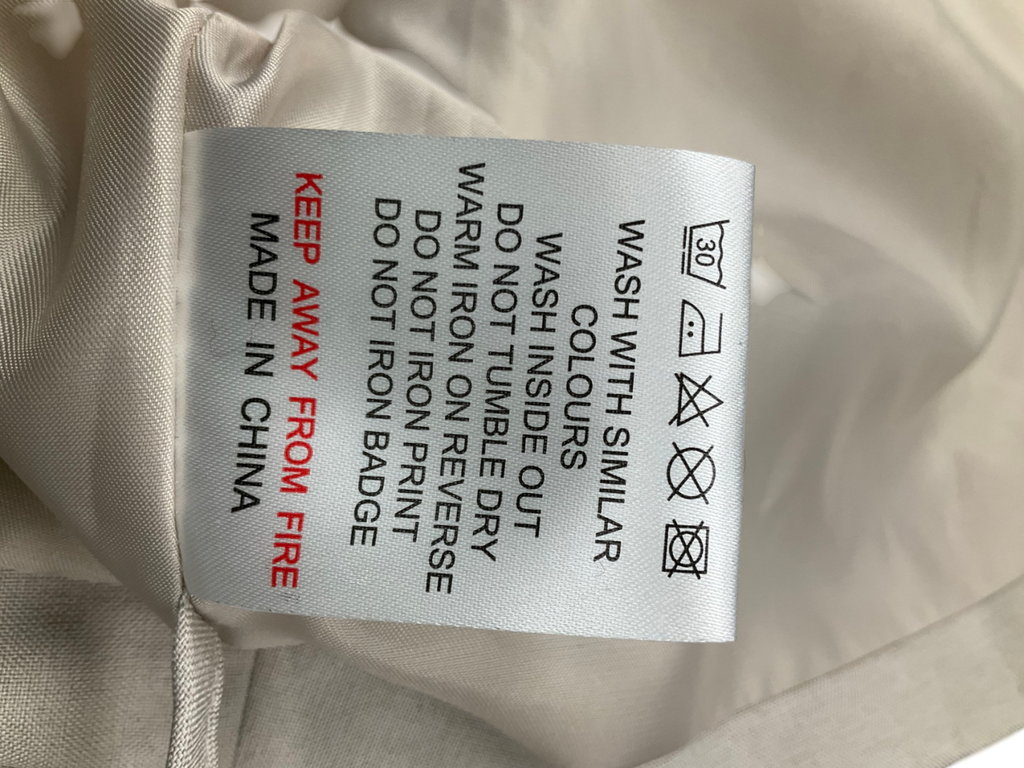 30
WASH WITH SIMILAR
COLOURS
WASH INSIDE OUT
DO NOT TUMBLE DRY
WARM IRON ON REVERSE
DO NOT IRON PRINT
DO NOT IRON BADGE
KEEP AWAY FROM FIRE
MADE IN CHINA